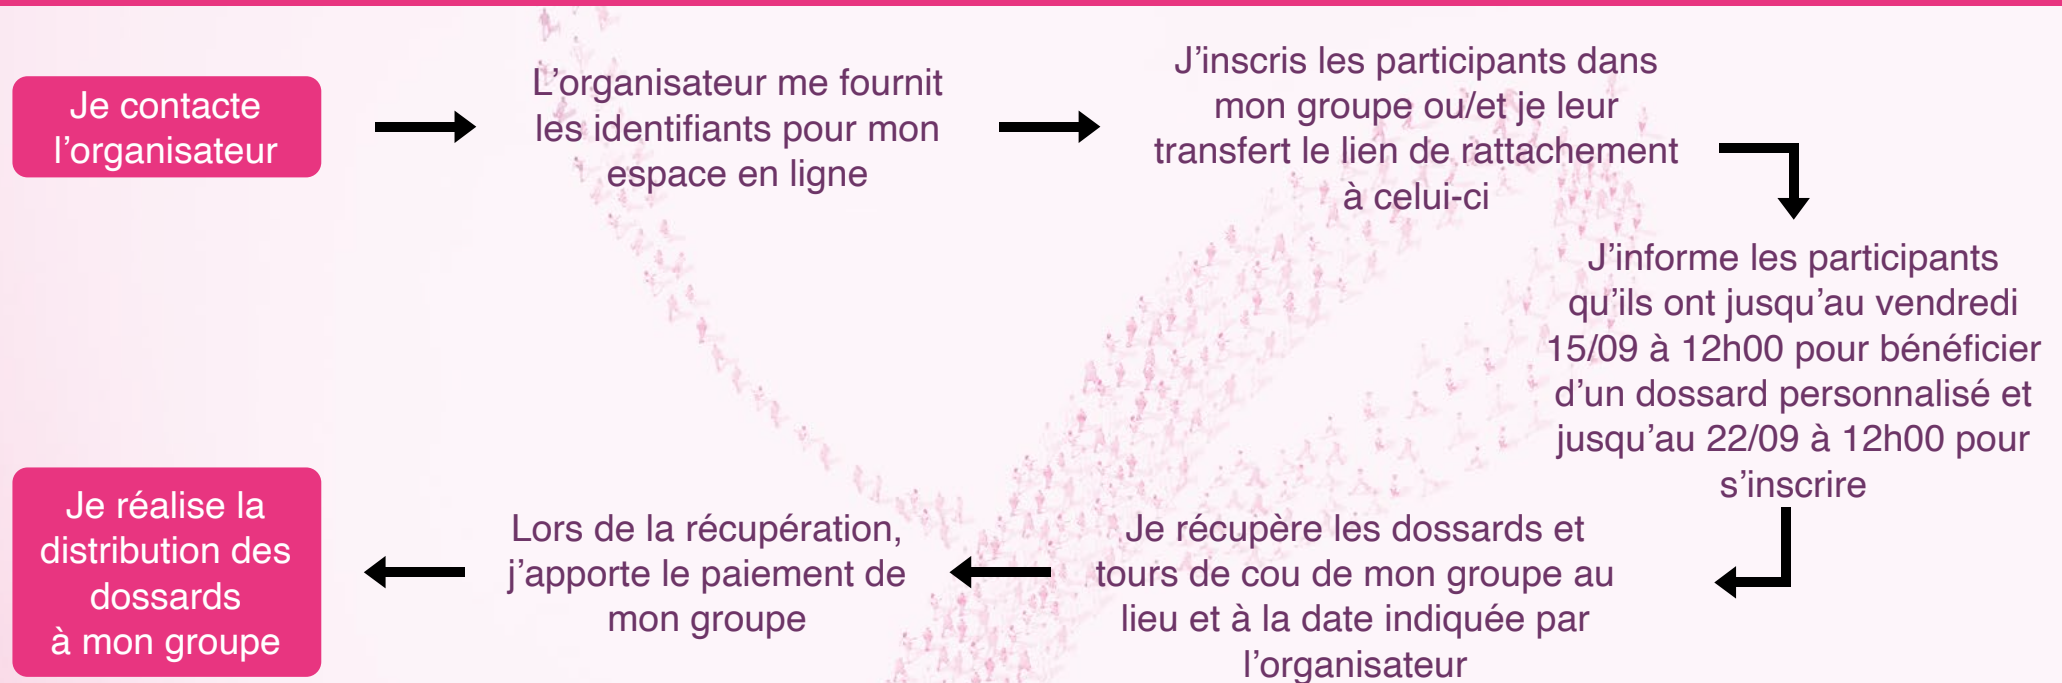 Je contacte
l’organisateur
L’organisateur me fournit
les identifiants pour mon
espace en ligne
J’inscris les participants dans
mon groupe ou/et je leur
transfert le lien de rattachement
à celui-ci
J’informe les participants
qu’ils ont jusqu’au vendredi
15/09 à 12h00 pour bénéficier
d’un dossard personnalisé et
jusqu’au 22/09 à 12h00 pour
s’inscrire
Je récupère les dossards et
tours de cou de mon groupe au
lieu et à la date indiquée par
l’organisateur
Lors de la récupération,
j’apporte le paiement de
mon groupe
Je réalise la
distribution des
dossards
à mon groupe